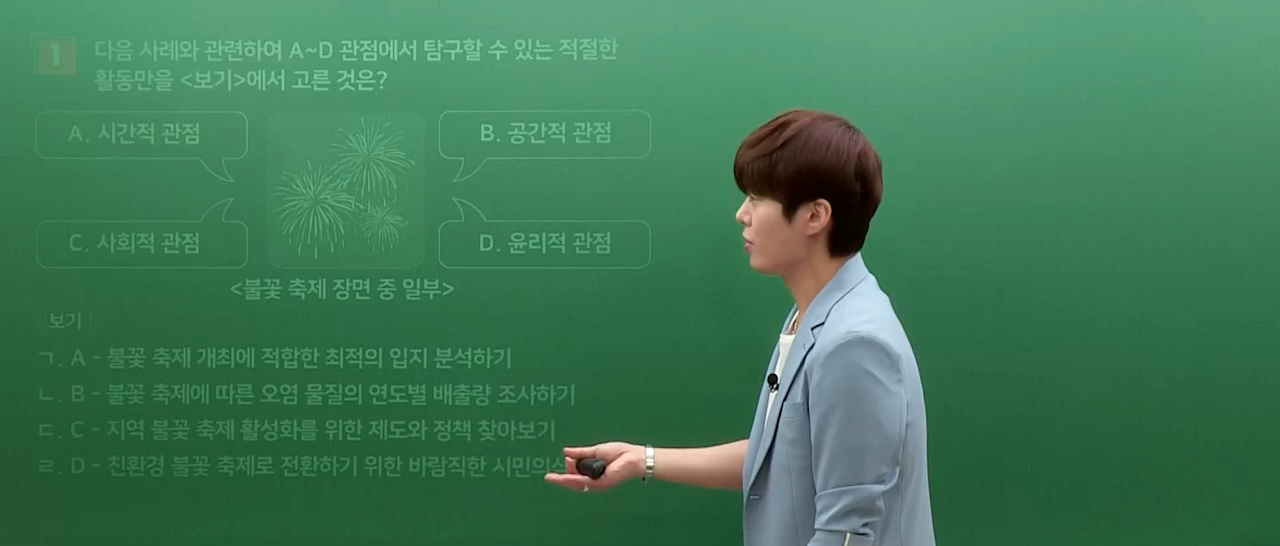 1
다음 사례와 관련하여 A~D 관점에서 탐구할 수 있는 적절한
활동만을 <보기>에서 고른 것은?
A. 시간적 관점
B. 공간적 관점
C. 사회적 관점
D. 윤리적 관점
<불꽃 축제 장면 중 일부>
보기
ㄱ. A - 불꽃 축제 개최에 적합한 최적의 입지 분석하기
ㄴ. B - 불꽃 축제에 따른 오염 물질의 연도별 배출량 조사하기
ㄷ. C - 지역 불꽃 축제 활성화를 위한 제도와 정책 찾아보기
ㄹ. D - 친환경 불꽃 축제로 전환하기 위한 바람직한